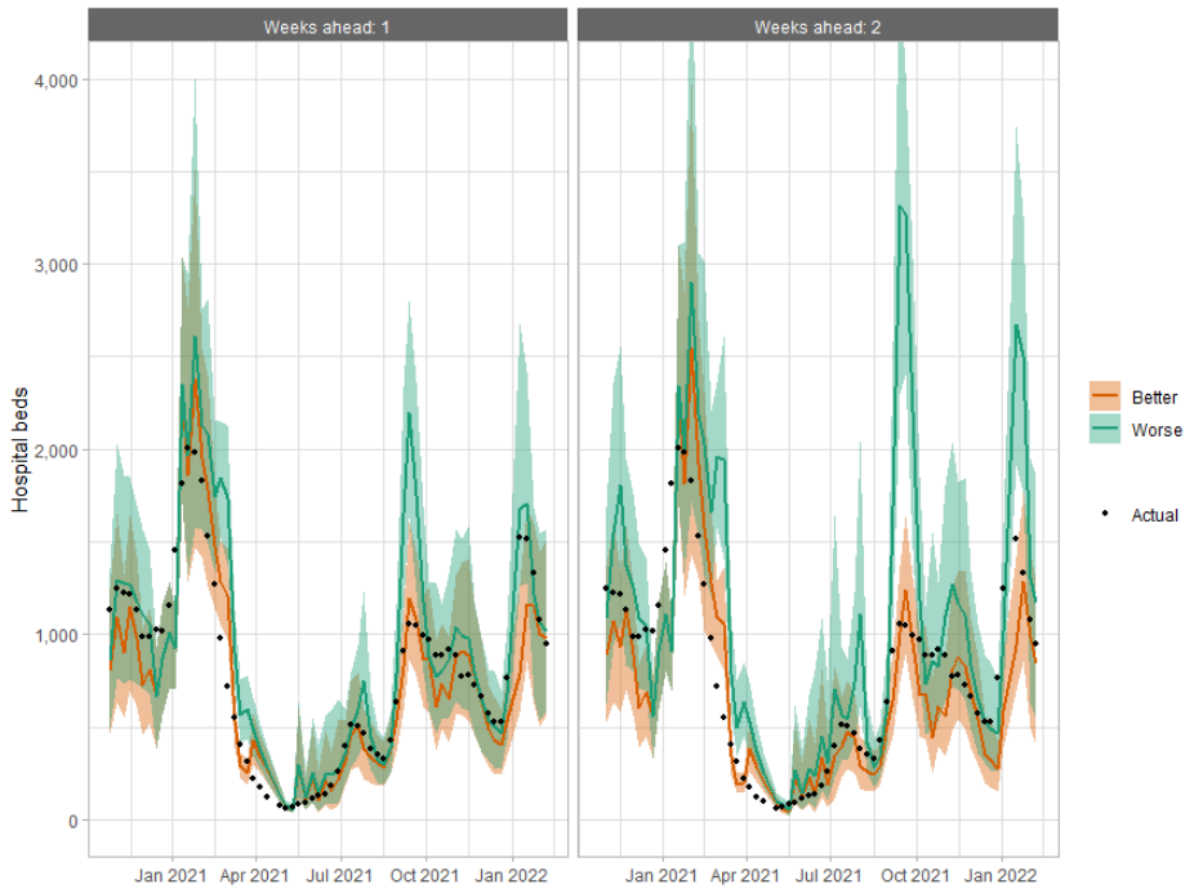 Weeks ahead: 1
Weeks ahead: 2
Hospital beds
4,000
3,000
2,000
1,000
0
Jan 2021 Apr 2021 Jul 2021 Oct 2021 Jan 2022
Jan 2021 Apr 2021 Jul 2021 Oct 2021 Jan 2022
Better
Worse
Actual